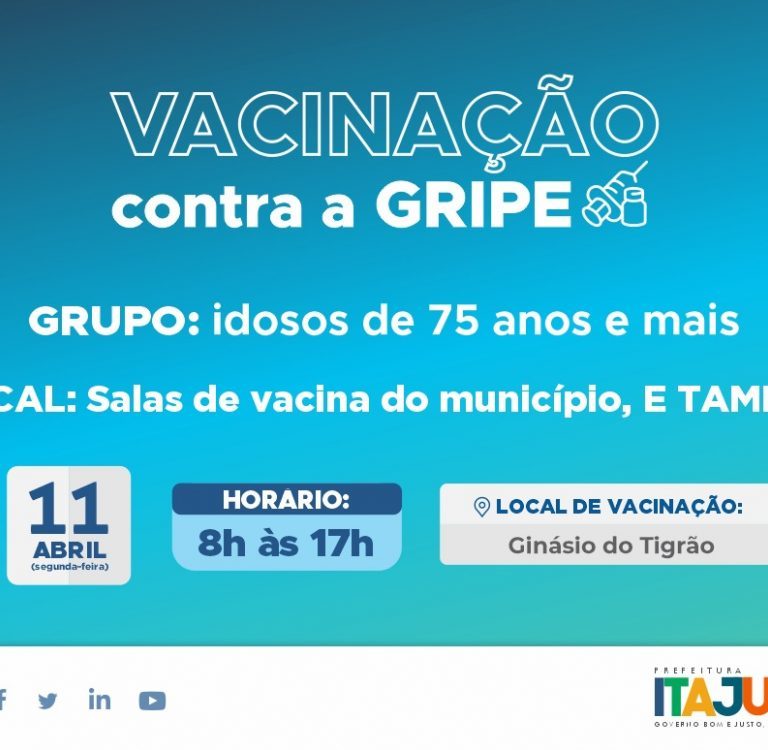 VACINAÇÃO
contra a GRIPE
GRUPO: idosos de 75 anos e mais
CAL: Salas de vacina do município, E TAM
11
ABRIL
(segunda-feira)
HORÁRIO:
8h às 17h
LOCAL DE VACINAÇÃO:
Ginásio do Tigrão
PREFEITURA
ITAJU
GOVERNO BOM E JUSTO,